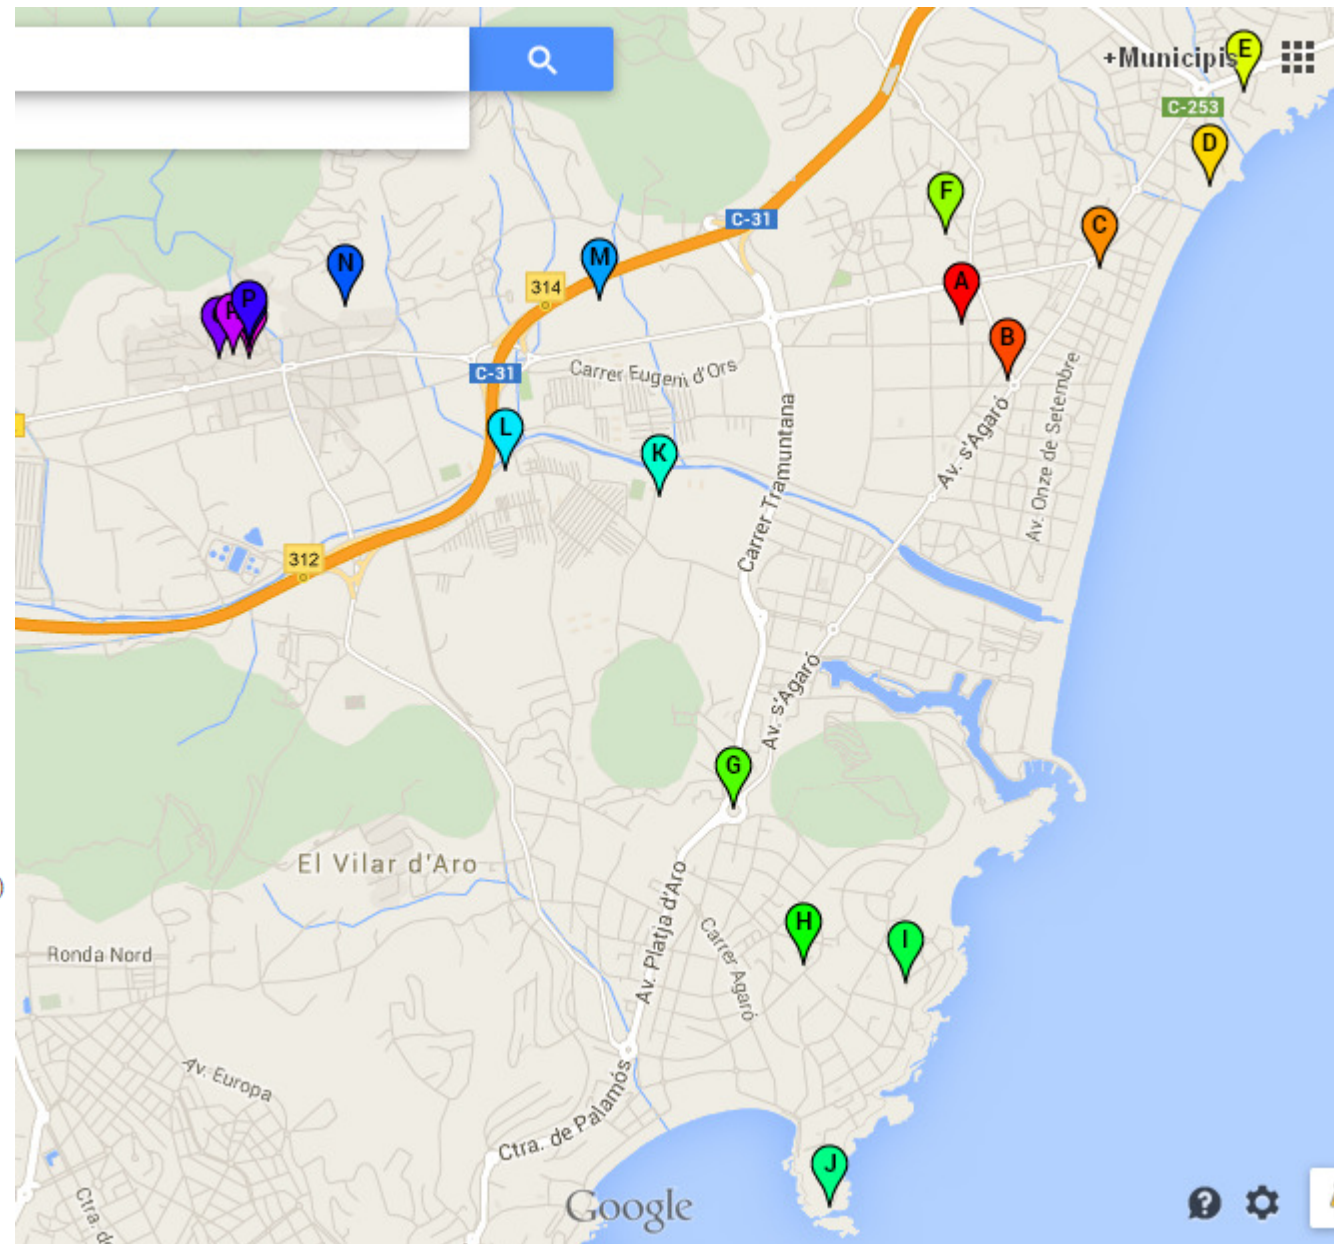 +Municipis
E
C-253
D
F
C-31
C
M
N
A
314
P
B
C-31
Carrer Eugeni d'Ors
L
K
Carrer Tramuntana
Av. s'Agaró
Av. Onze de Setembre
312
Av. s'Agaró
G
El Vilar d'Aro
Av. Platja d'Aro
H
I
Carrer Agaró
Ronda Nord
Av. Europa
Ctra. de Palamós
J
Ctra. d
Google
?
)